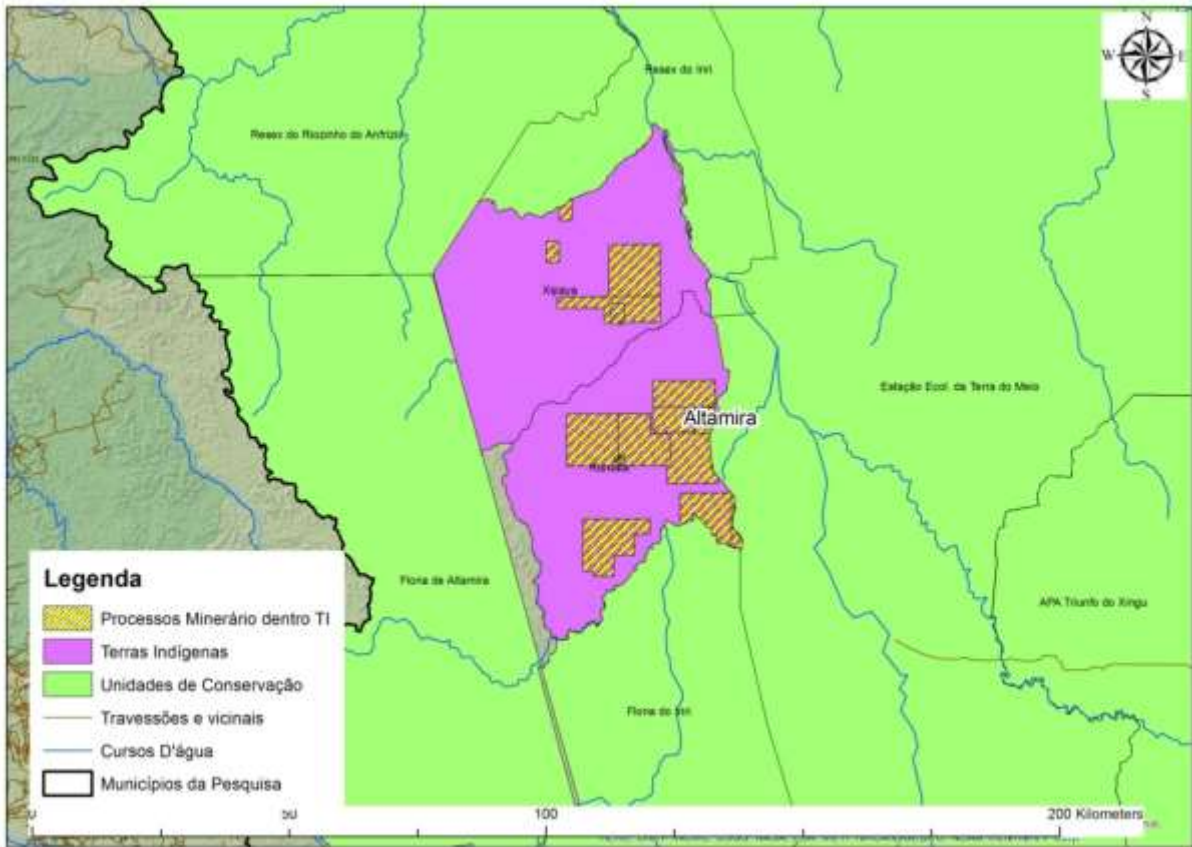 N
W E
S
Resex do Iriri
Resex do Riozinho do Anfrizio
Xipaya
Estação Ecol. da Terra do Meio
Altamira
Flona de Altamira
APA Triunfo do Xingu
Flona do Iriri
Legenda
Processos Minerário dentro TI
Terras Indígenas
Unidades de Conservação
Travessões e vicinais
Cursos D'água
Municípios da Pesquisa
0 50 100 200 Kilometers